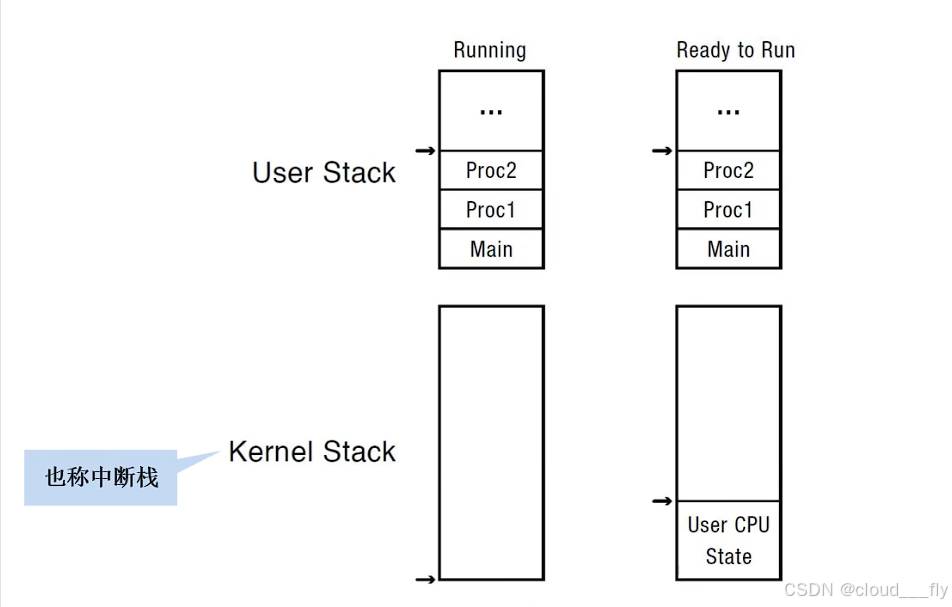 Running
Ready to Run
...
...
User Stack
Proc2
Proc2
Proc1
Proc1
Main
Main
Kernel Stack
也称中断栈
User CPU
State
CSDN @cloud___fly